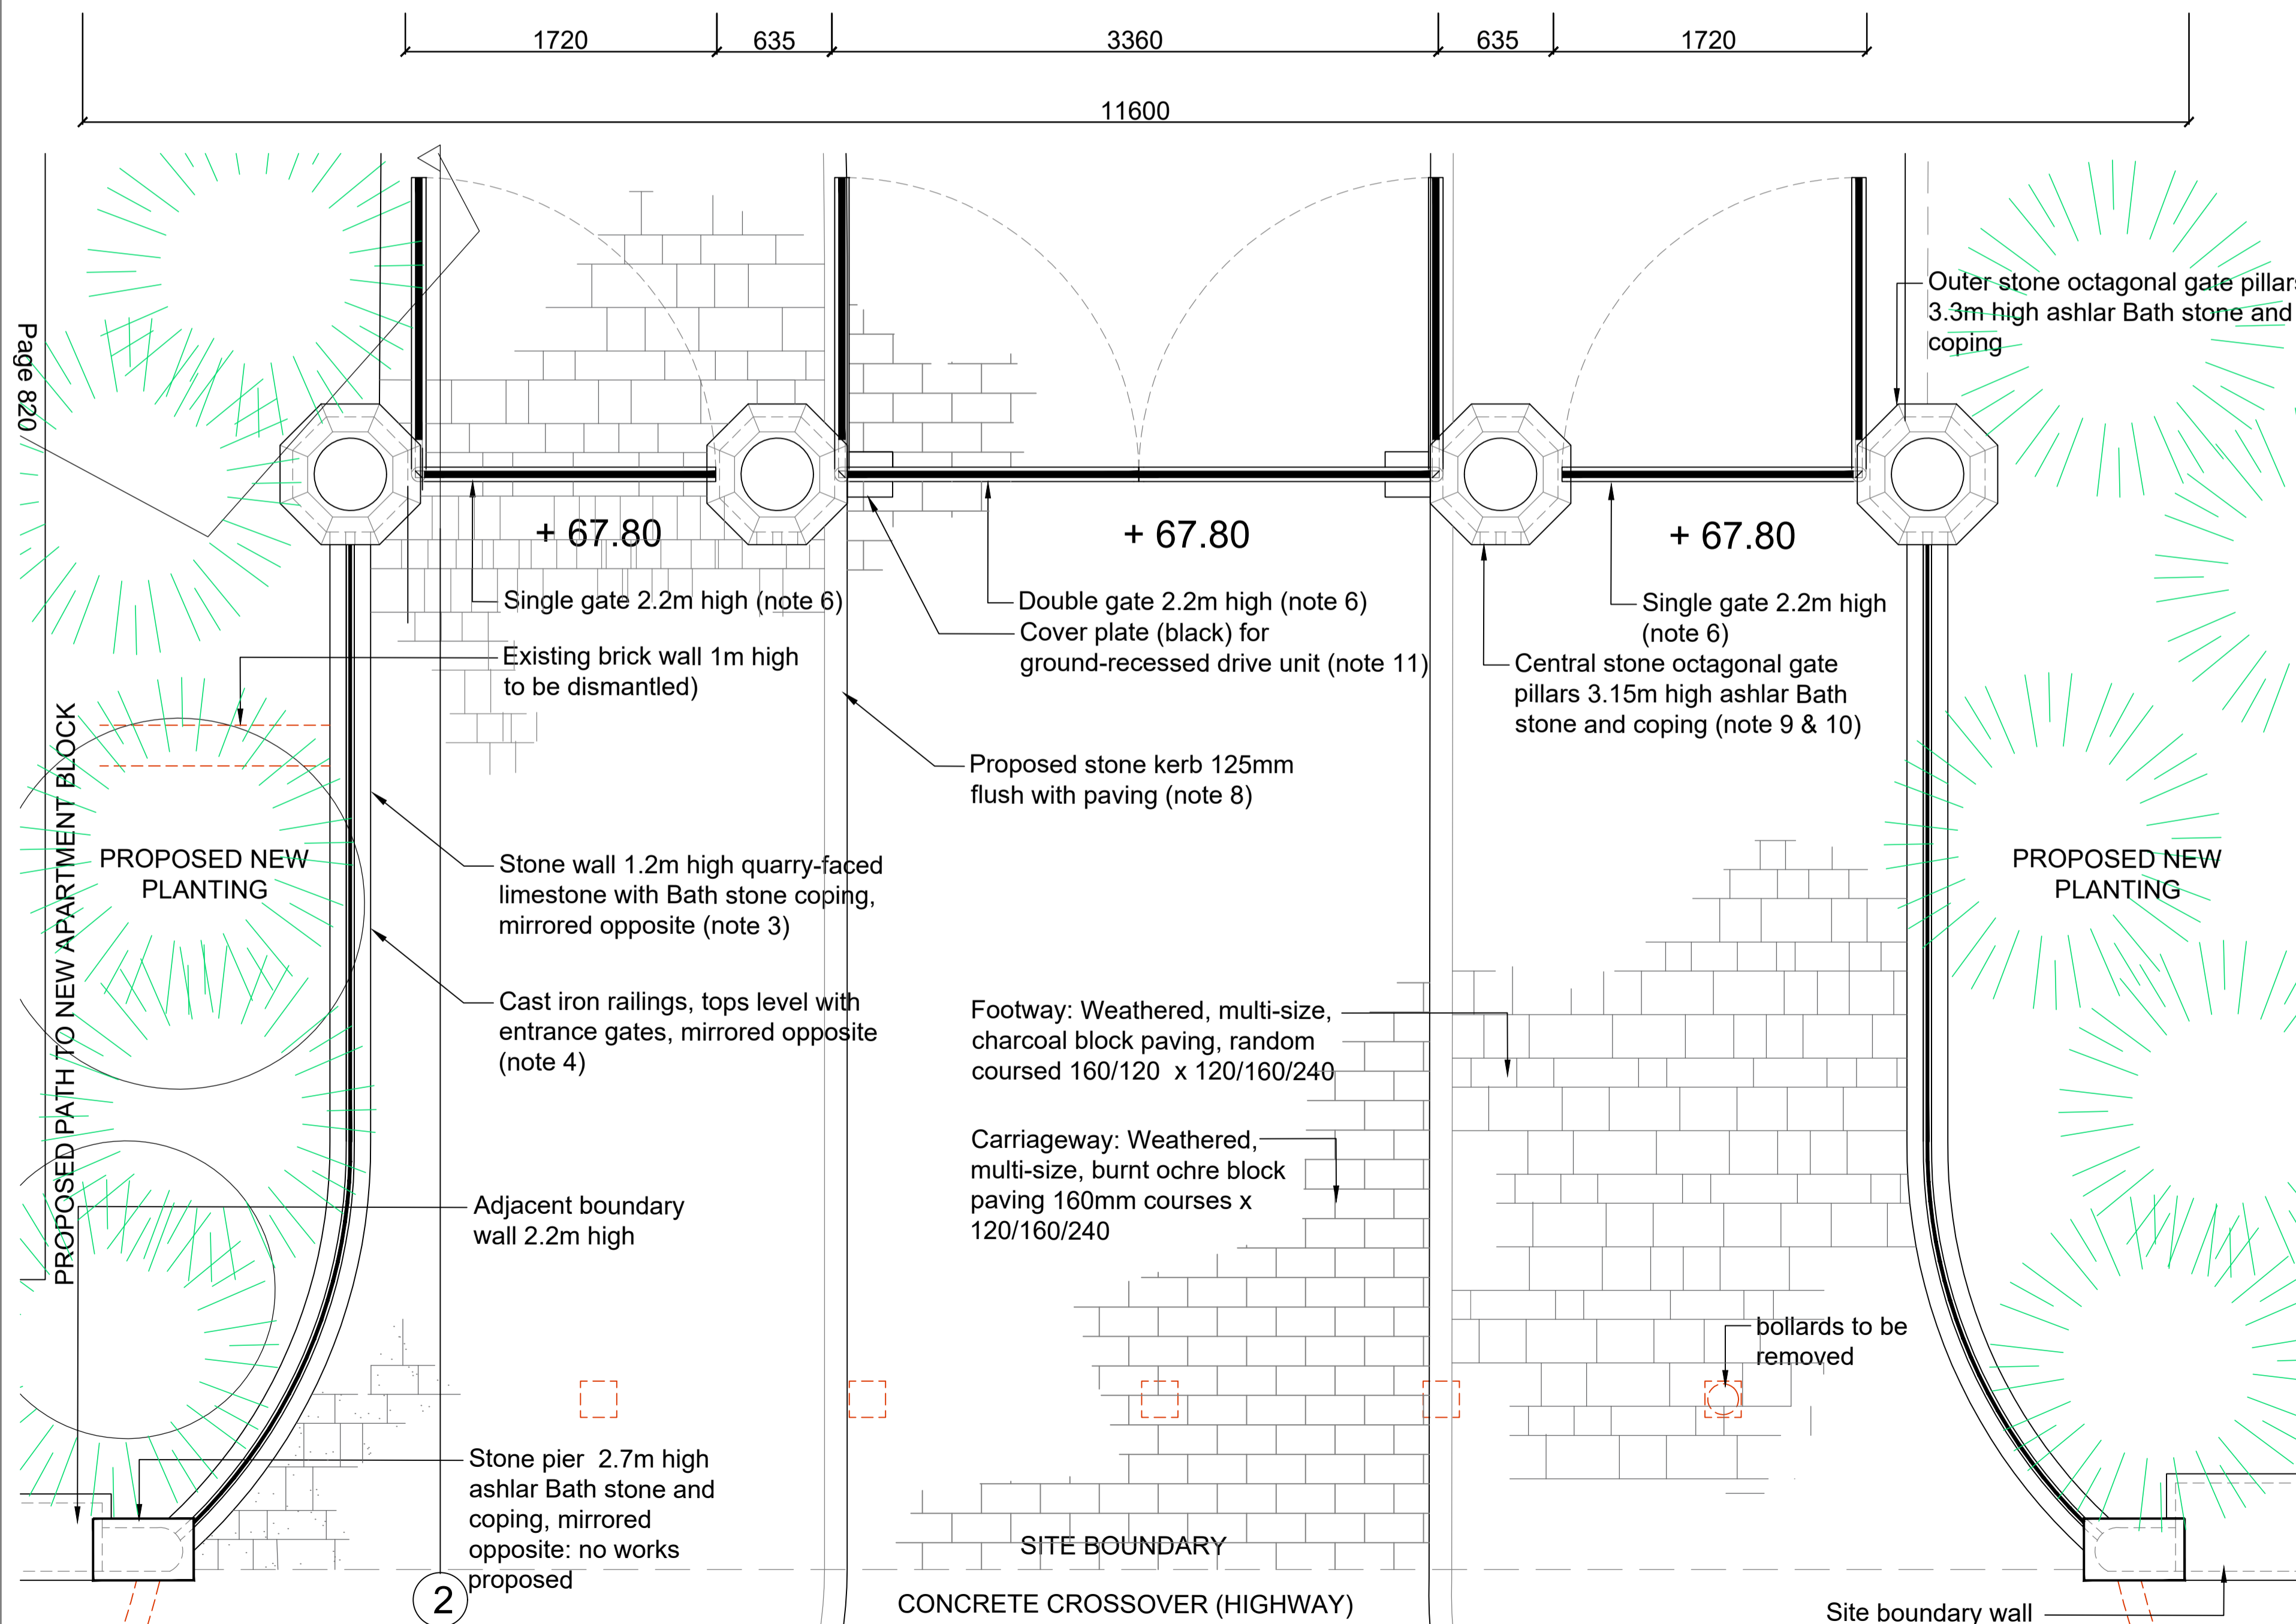 1720
635
3360
635
1720
11600
Page 820
Outer stone octagonal gate pillars
3.3m high ashlar Bath stone and
coping
+ 67.80
+ 67.80
+ 67.80
Single gate 2.2m high (note 6)
Double gate 2.2m high (note 6)
Single gate 2.2m high
(note 6)
Cover plate (black) for
ground-recessed drive unit (note 11)
Existing brick wall 1m high
to be dismantled)
Central stone octagonal gate
pillars 3.15m high ashlar Bath
stone and coping (note 9 & 10)
Proposed stone kerb 125mm
flush with paving (note 8)
PROPOSED PATH TO NEW APARTMENT BLOCK
PROPOSED NEW
PLANTING
Stone wall 1.2m high quarry-faced
limestone with Bath stone coping,
mirrored opposite (note 3)
PROPOSED NEW
PLANTING
Cast iron railings, tops level with
entrance gates, mirrored opposite
(note 4)
Footway: Weathered, multi-size,
charcoal block paving, random
coursed 160/120 x 120/160/240
Carriageway: Weathered,
multi-size, burnt ochre block
paving 160mm courses x
120/160/240
Adjacent boundary
wall 2.2m high
bollards to be
removed
Stone pier 2.7m high
ashlar Bath stone and
coping, mirrored
opposite: no works
proposed
SITE BOUNDARY
2
CONCRETE CROSSOVER (HIGHWAY)
Site boundary wall